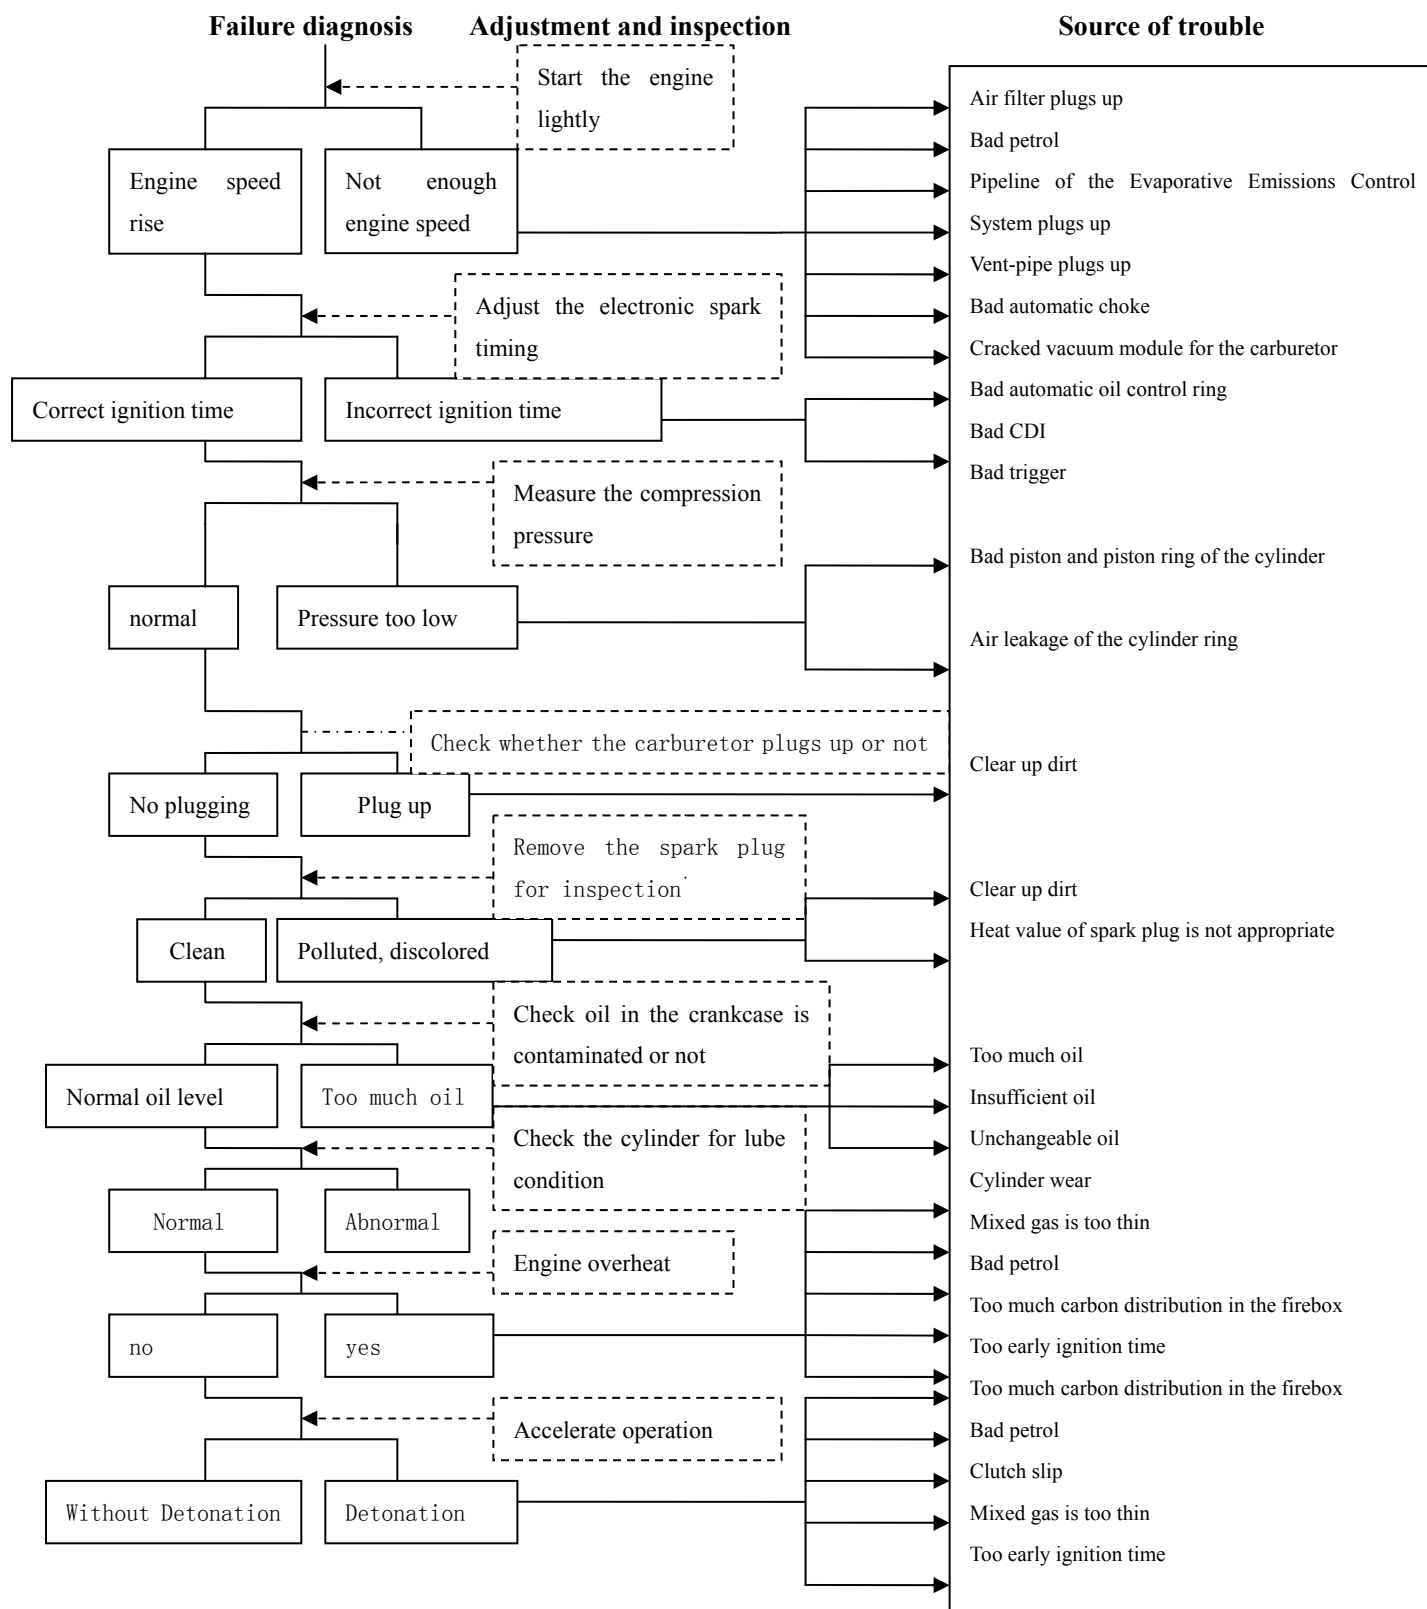 Failure diagnosis
Adjustment and inspection
Source of trouble
Start the engine
lightly
Engine speed
rise
Not enough
engine speed
Air filter plugs up
Bad petrol
Pipeline of the Evaporative Emissions Control
System plugs up
Vent-pipe plugs up
Bad automatic choke
Cracked vacuum module for the carburetor
Adjust the electronic spark
timing
Correct ignition time
Incorrect ignition time
Bad automatic oil control ring
Bad CDI
Bad trigger
Measure the compression
pressure
normal
Pressure too low
Bad piston and piston ring of the cylinder
Air leakage of the cylinder ring
Check whether the carburetor plugs up or not
No plugging
Plug up
Clear up dirt
Remove the spark plug
for inspection
Clean
Polluted, discolored
Clear up dirt
Heat value of spark plug is not appropriate
Check oil in the crankcase is
contaminated or not
Normal oil level
Too much oil
Too much oil
Insufficient oil
Unchangeable oil
Check the cylinder for lube
condition
Normal
Abnormal
Cylinder wear
Mixed gas is too thin
Engine overheat
no
yes
Bad petrol
Too much carbon distribution in the firebox
Too early ignition time
Too much carbon distribution in the firebox
Accelerate operation
Without Detonation
Detonation
Bad petrol
Clutch slip
Mixed gas is too thin
Too early ignition time